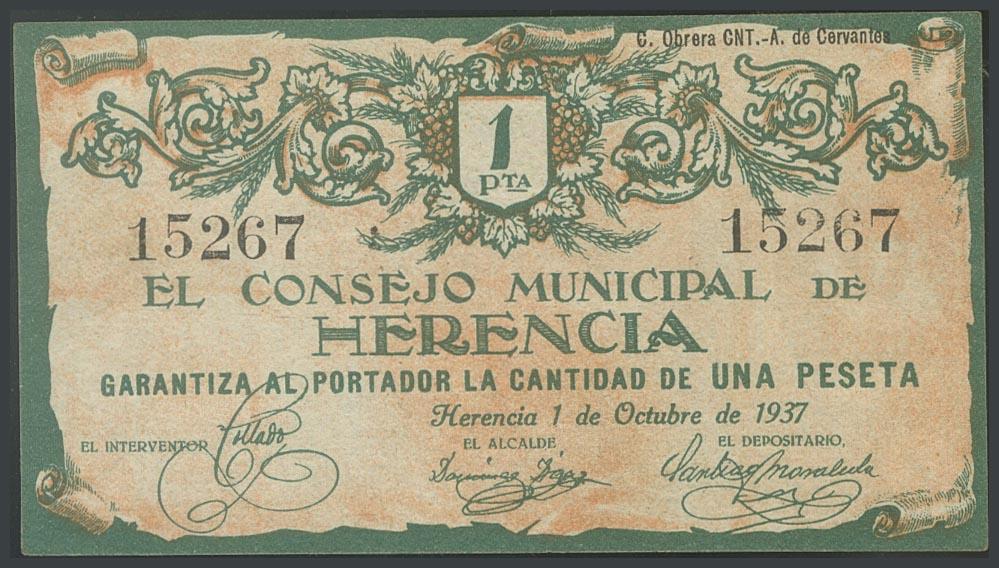 C. Obrera CNT.-A. de Cervantes
1
PTA
15267 15267
EL CONSEJO MUNICIPAL DE
HERENCIA
GARANTIZA AL PORTADOR LA CANTIDAD DE UNA PESETA
Herencia 1 de Octubre de 1937
EL INTERVENTOR EL ALCALDE EL DEPOSITARIO,